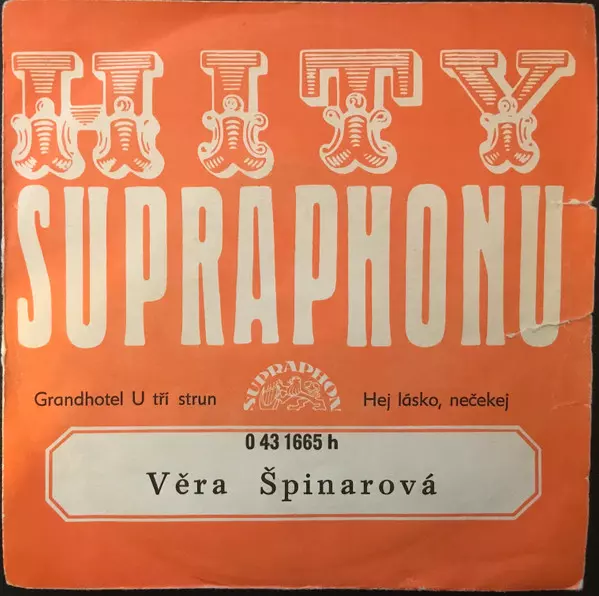 HITY
SUPRAPHONU
Grandhotel U tří strun
SUPRAPHON
Hej lásko, nečekej
0 43 1665 h
Věra Špinarová